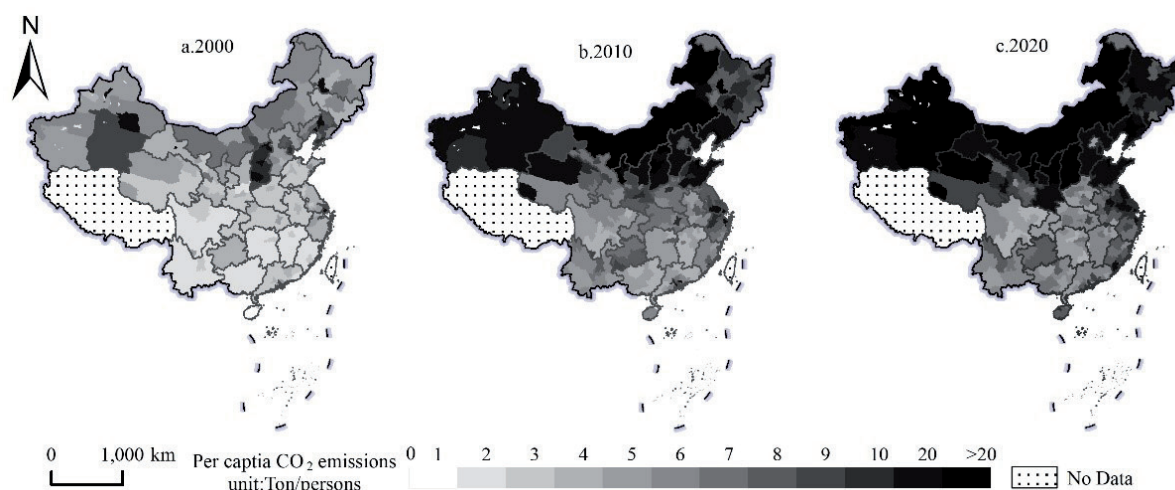 N
a.2000
b.2010
c.2020
0 1,000 km
Per captia CO₂ emissions
unit:Ton/persons
0 1 2 3 4 5 6 7 8 9 10 20 >20
No Data